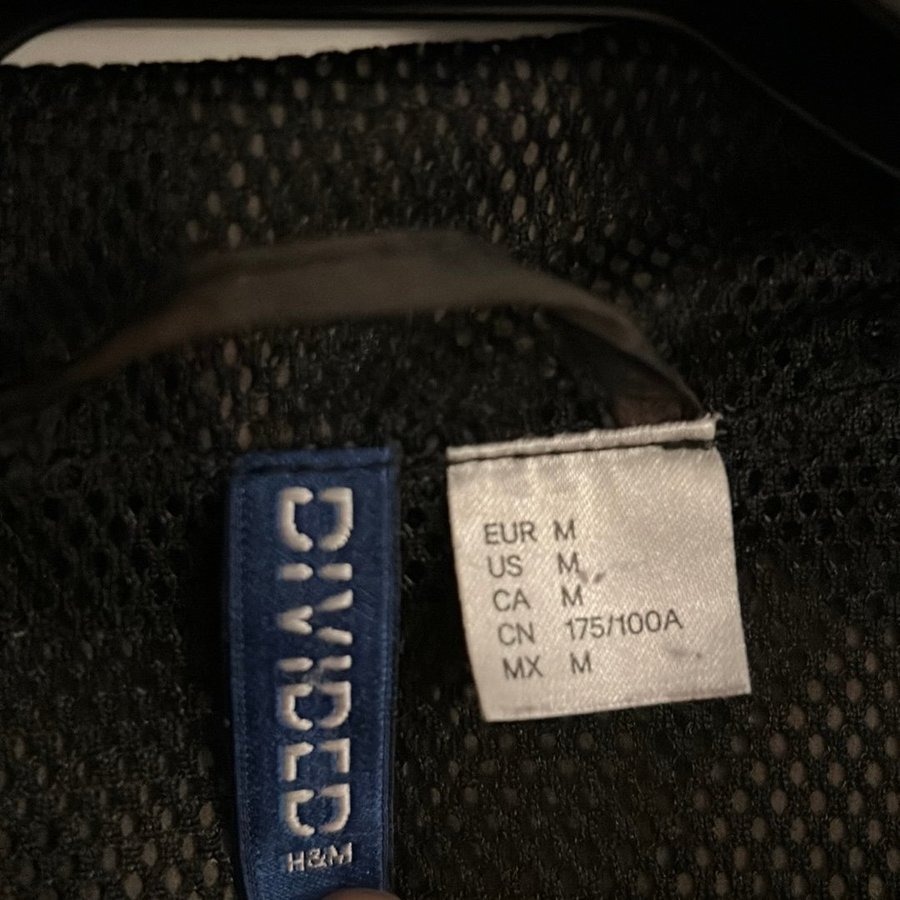 DIVIDED
H&M
EUR M
US M
CA M
CN 175/100A
MX M